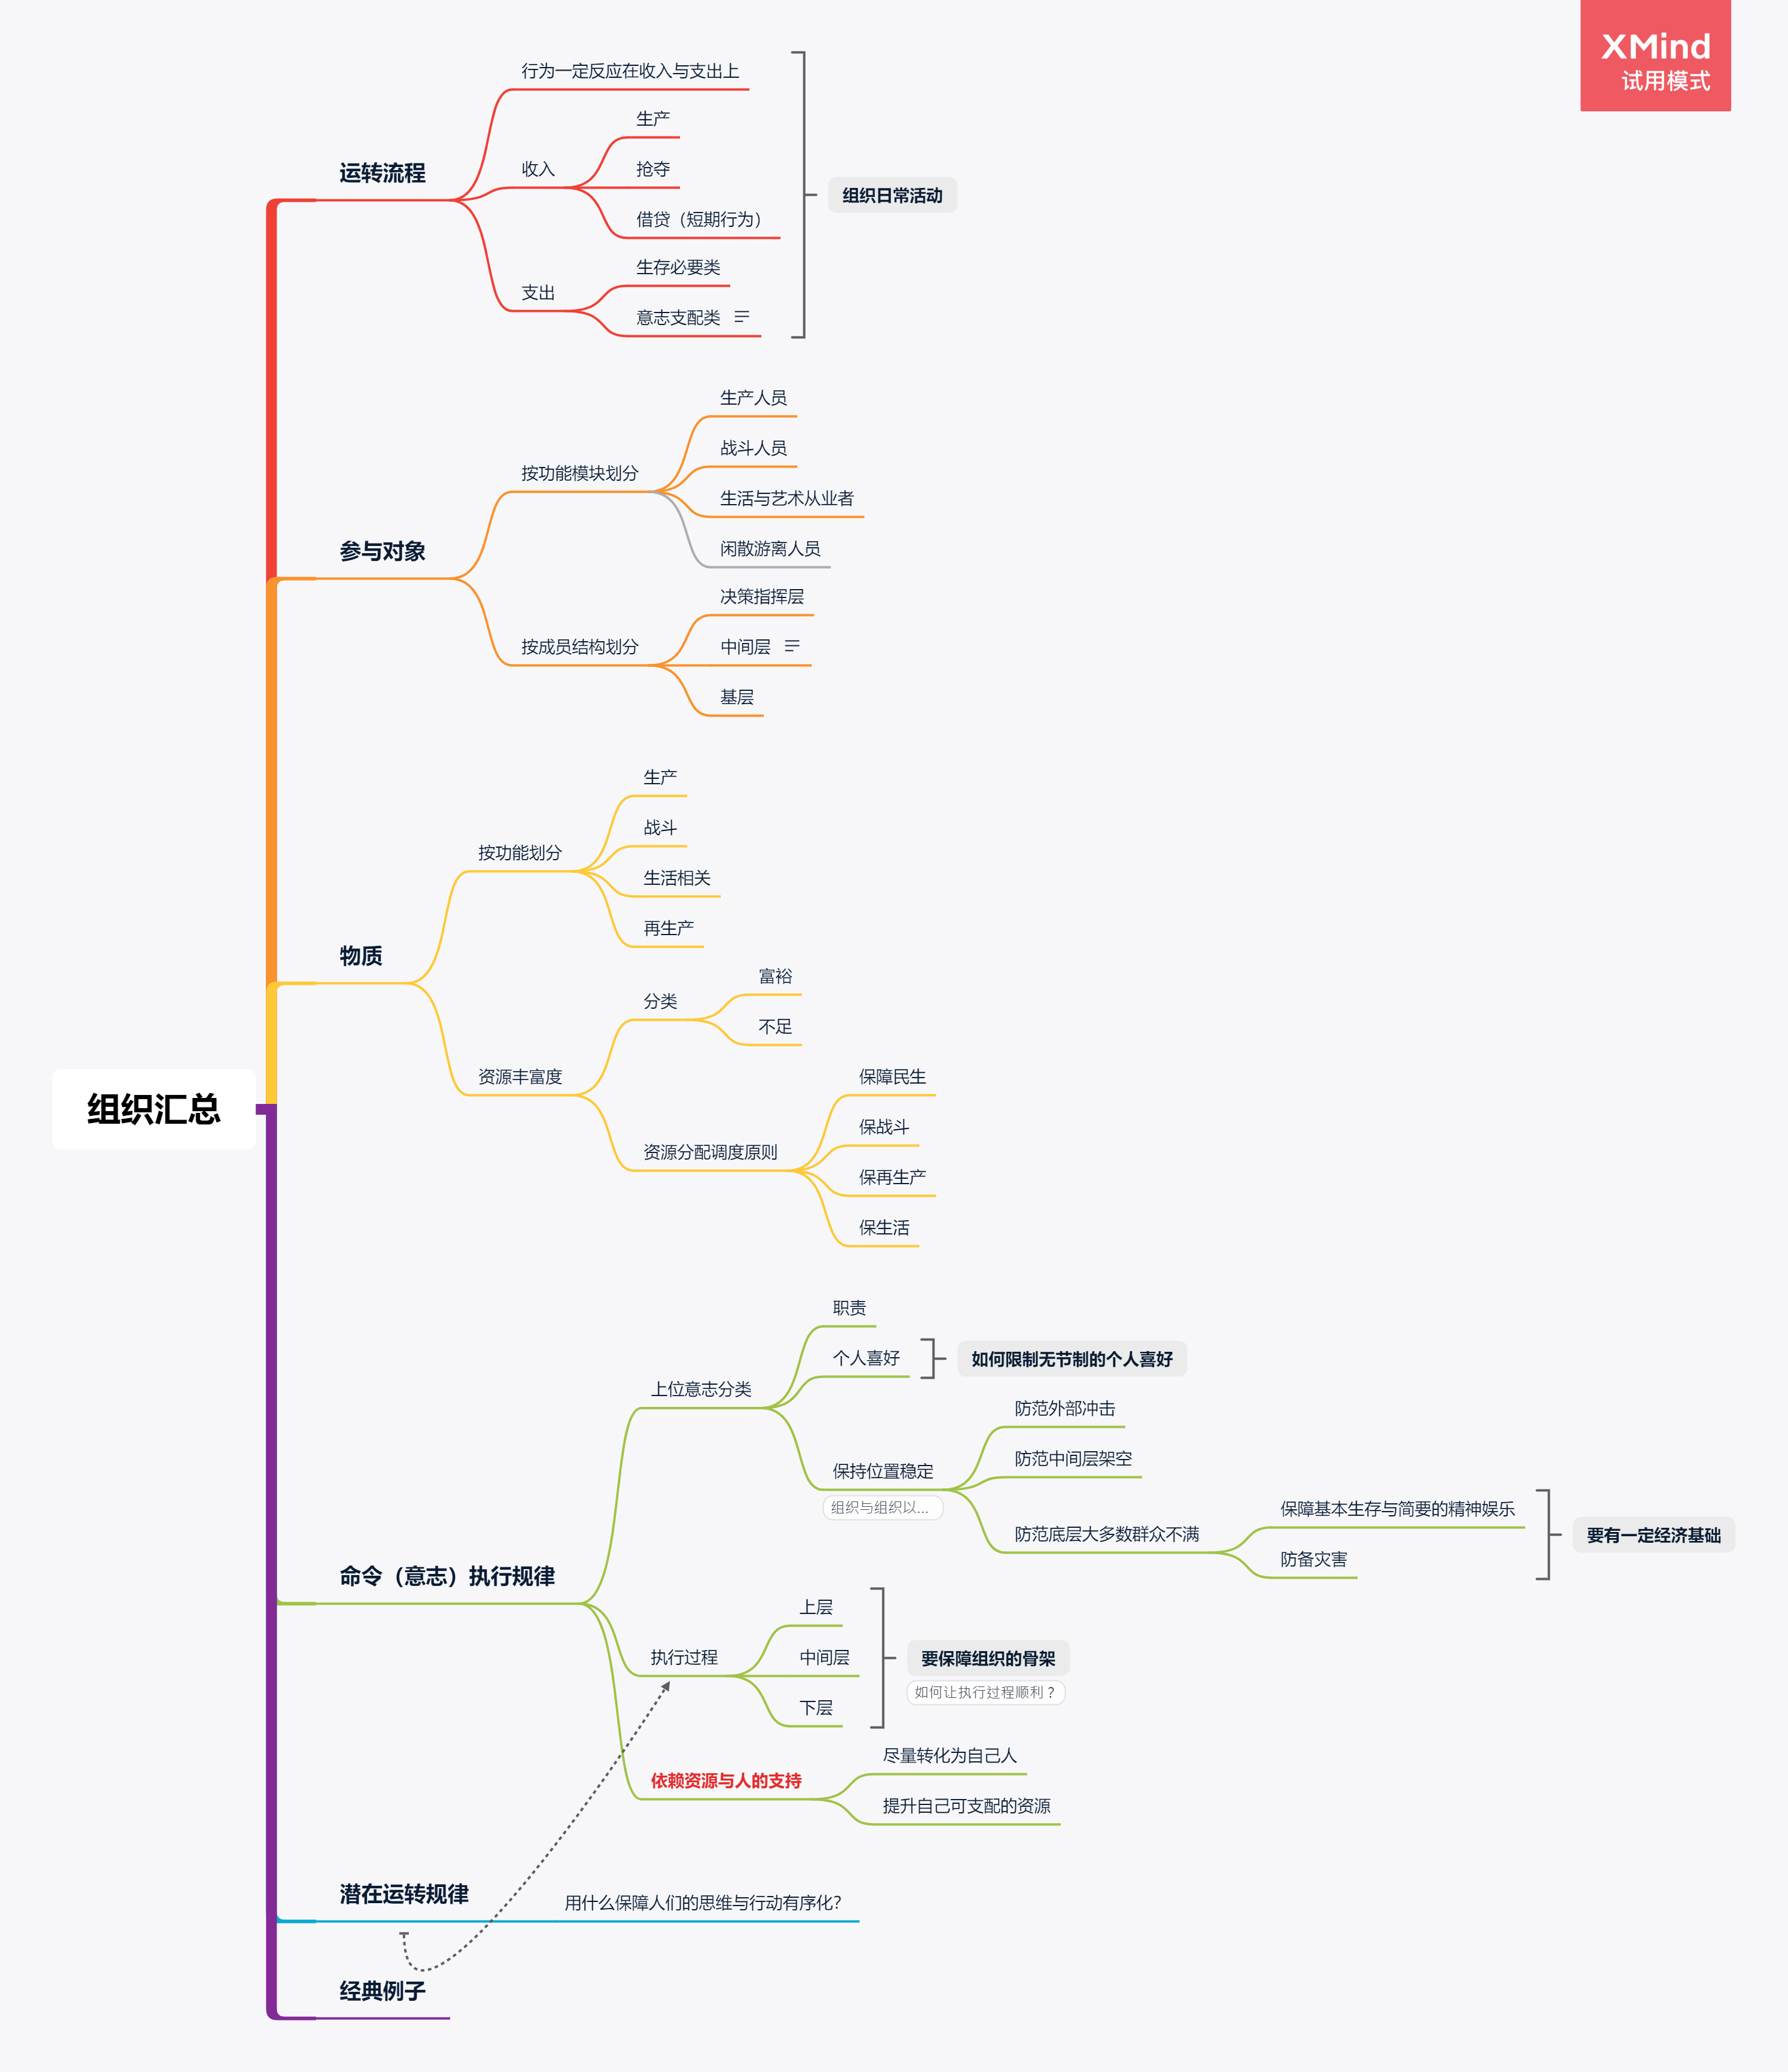 XMind
试用模式
行为一定反应在收入与支出上
生产
运转流程
收入
抢夺
组织日常活动
借贷（短期行为）
生存必要类
支出
意志支配类
生产人员
战斗人员
按功能模块划分
生活与艺术从业者
闲散游离人员
参与对象
决策指挥层
按成员结构划分
中间层
基层
生产
战斗
按功能划分
生活相关
再生产
物质
富裕
分类
不足
资源丰富度
保障民生
保战斗
资源分配调度原则
保再生产
保生活
组织汇总
职责
个人喜好
如何限制无节制的个人喜好
上位意志分类
防范外部冲击
防范中间层架空
保持位置稳定
组织与组织以...
保障基本生存与简要的精神娱乐
防范底层大多数群众不满
要有一定经济基础
防备灾害
命令（意志）执行规律
上层
执行过程
中间层
要保障组织的骨架
如何让执行过程顺利？
下层
尽量转化为自己人
依赖资源与人的支持
提升自己可支配的资源
潜在运转规律
用什么保障人们的思维与行动有序化？
经典例子